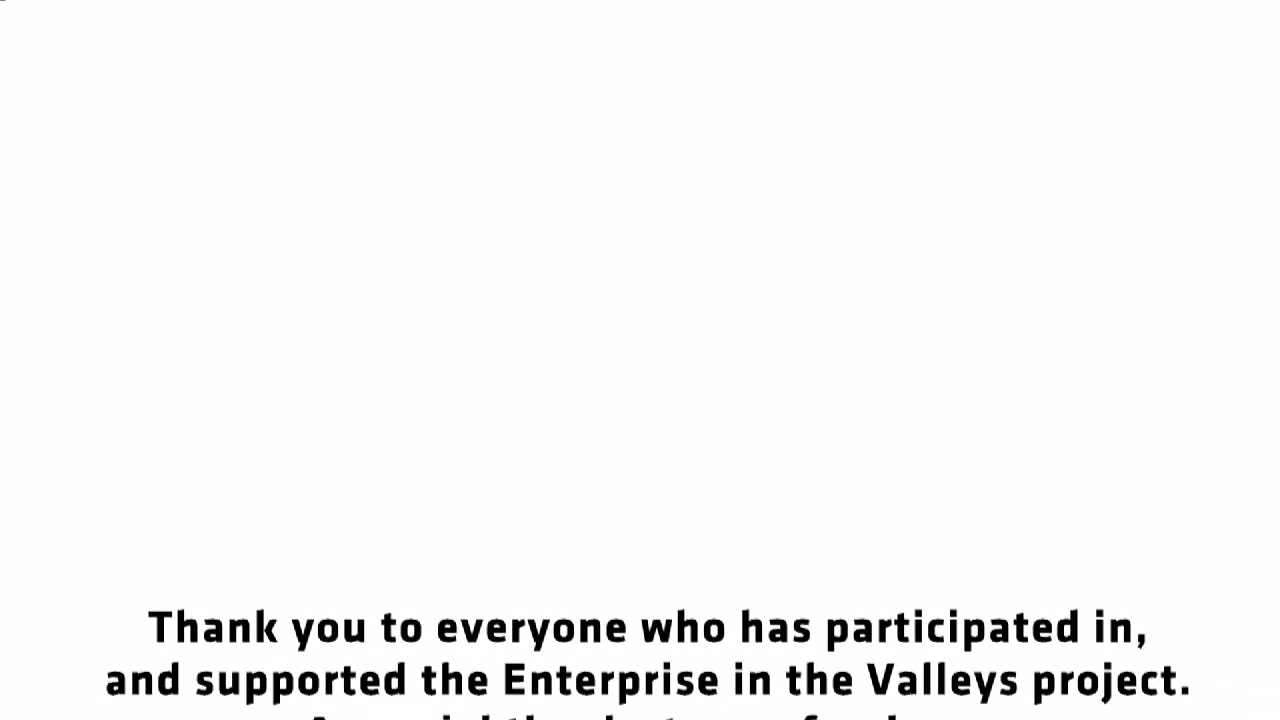 Thank you to everyone who has participated in,
and supported the Enterprise in the Valleys project.